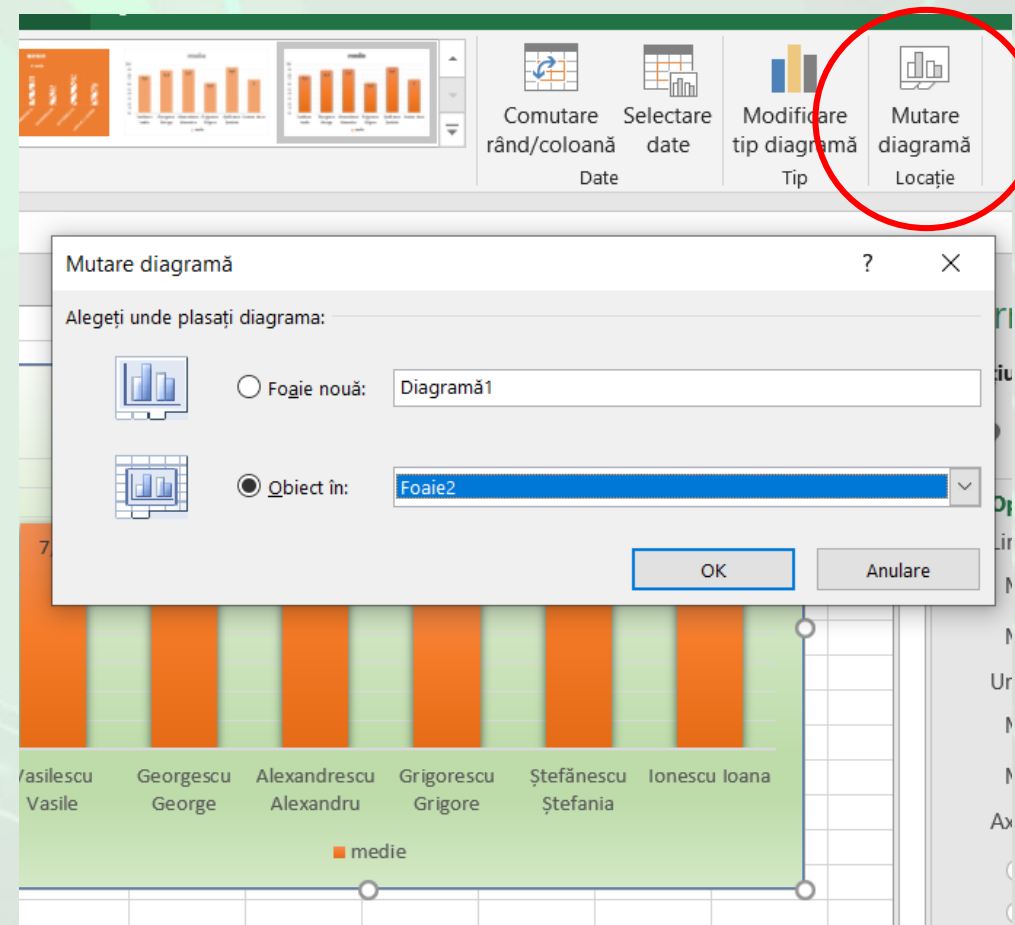 Comutare
rând/coloană
Selectare
date
Modificare
tip diagramă
Mutare
diagramă
Date
Tip
Locație
Mutare diagramă
?
Alegeți unde plasați diagrama:
Foaie nouă:
Diagramă1
Obiect în:
Foaie2
OK
Anulare
7,
Vasilescu
Vasile
Georgescu
George
Alexandrescu
Alexandru
Grigorescu
Grigore
Ștefănescu
Ștefania
Ionescu Ioana
medie